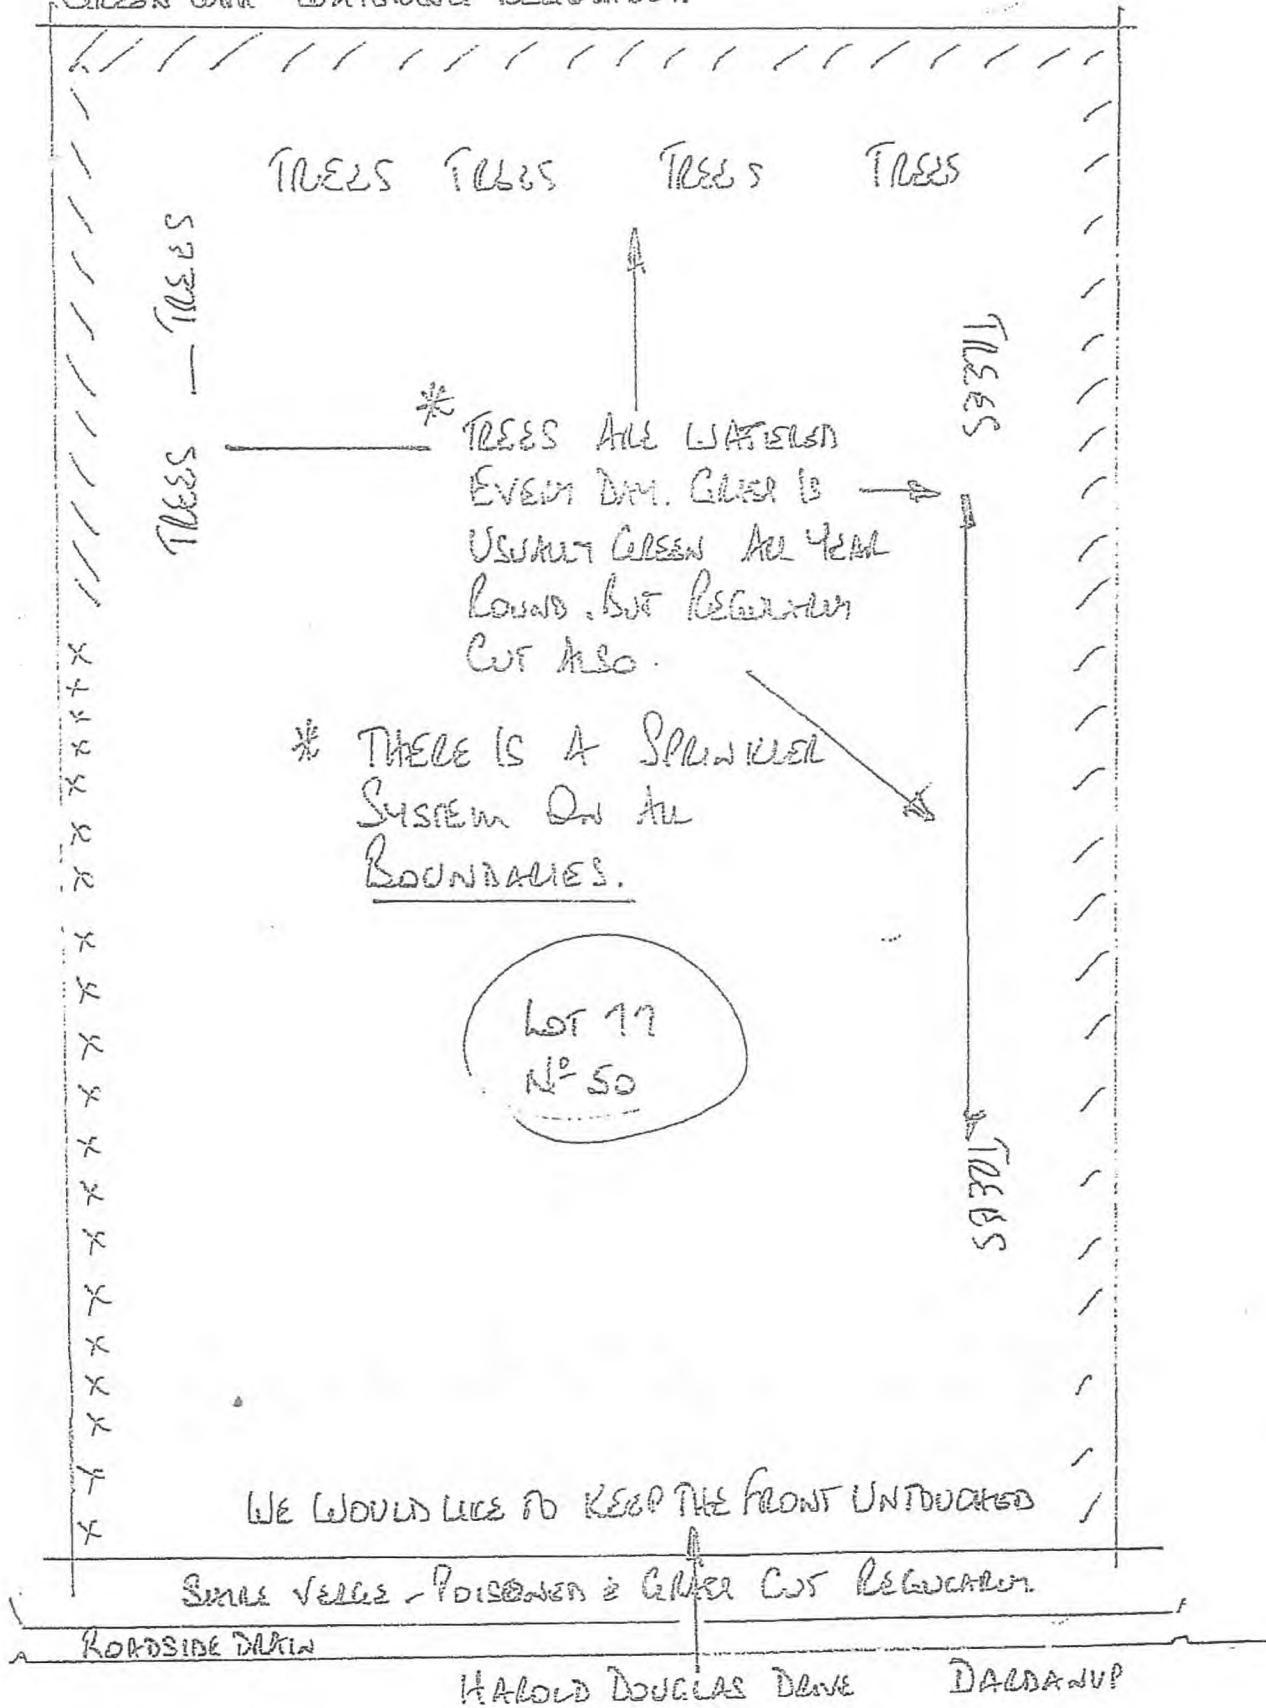 TREES TREES TREES TREES
TREES — TREES
TREES
* TREES ARE WATERED
EVERY DAY. GRASS IS
USUALLY GREEN ALL YEAR
ROUND. BUT REGULARLY
CUT ALSO.
* THERE IS A SPRINKLER
SYSTEM ON ALL
BOUNDARIES.
LOT 11
Nº 50
TREES
WE WOULD LIKE TO KEEP THE FRONT UNTOUCHED
SHIRE VERGE - POISONED & GRASS CUT REGULARLY
ROADSIDE DRAIN
HAROLD DOUGLAS DRIVE DARDANUP